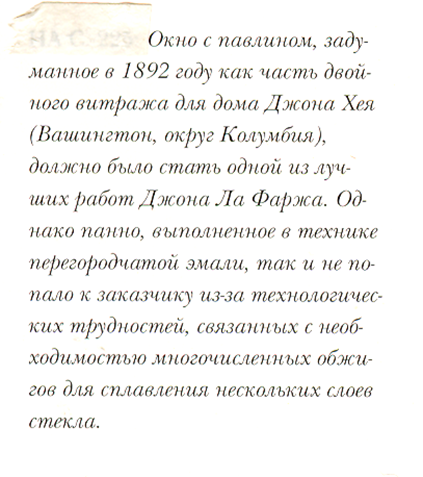 НА С. 225 Окно с павлином, заду-
манное в 1892 году как часть двой-
ного витража для дома Джона Хея
(Вашингтон, округ Колумбия),
должно было стать одной из луч-
ших работ Джона Ла Фаржа. Од-
нако панно, выполненное в технике
перегородчатой эмали, так и не по-
пало к заказчику из-за технологичес-
ких трудностей, связанных с необ-
ходимостью многочисленных обжи-
гов для сплавления нескольких слоев
стекла.